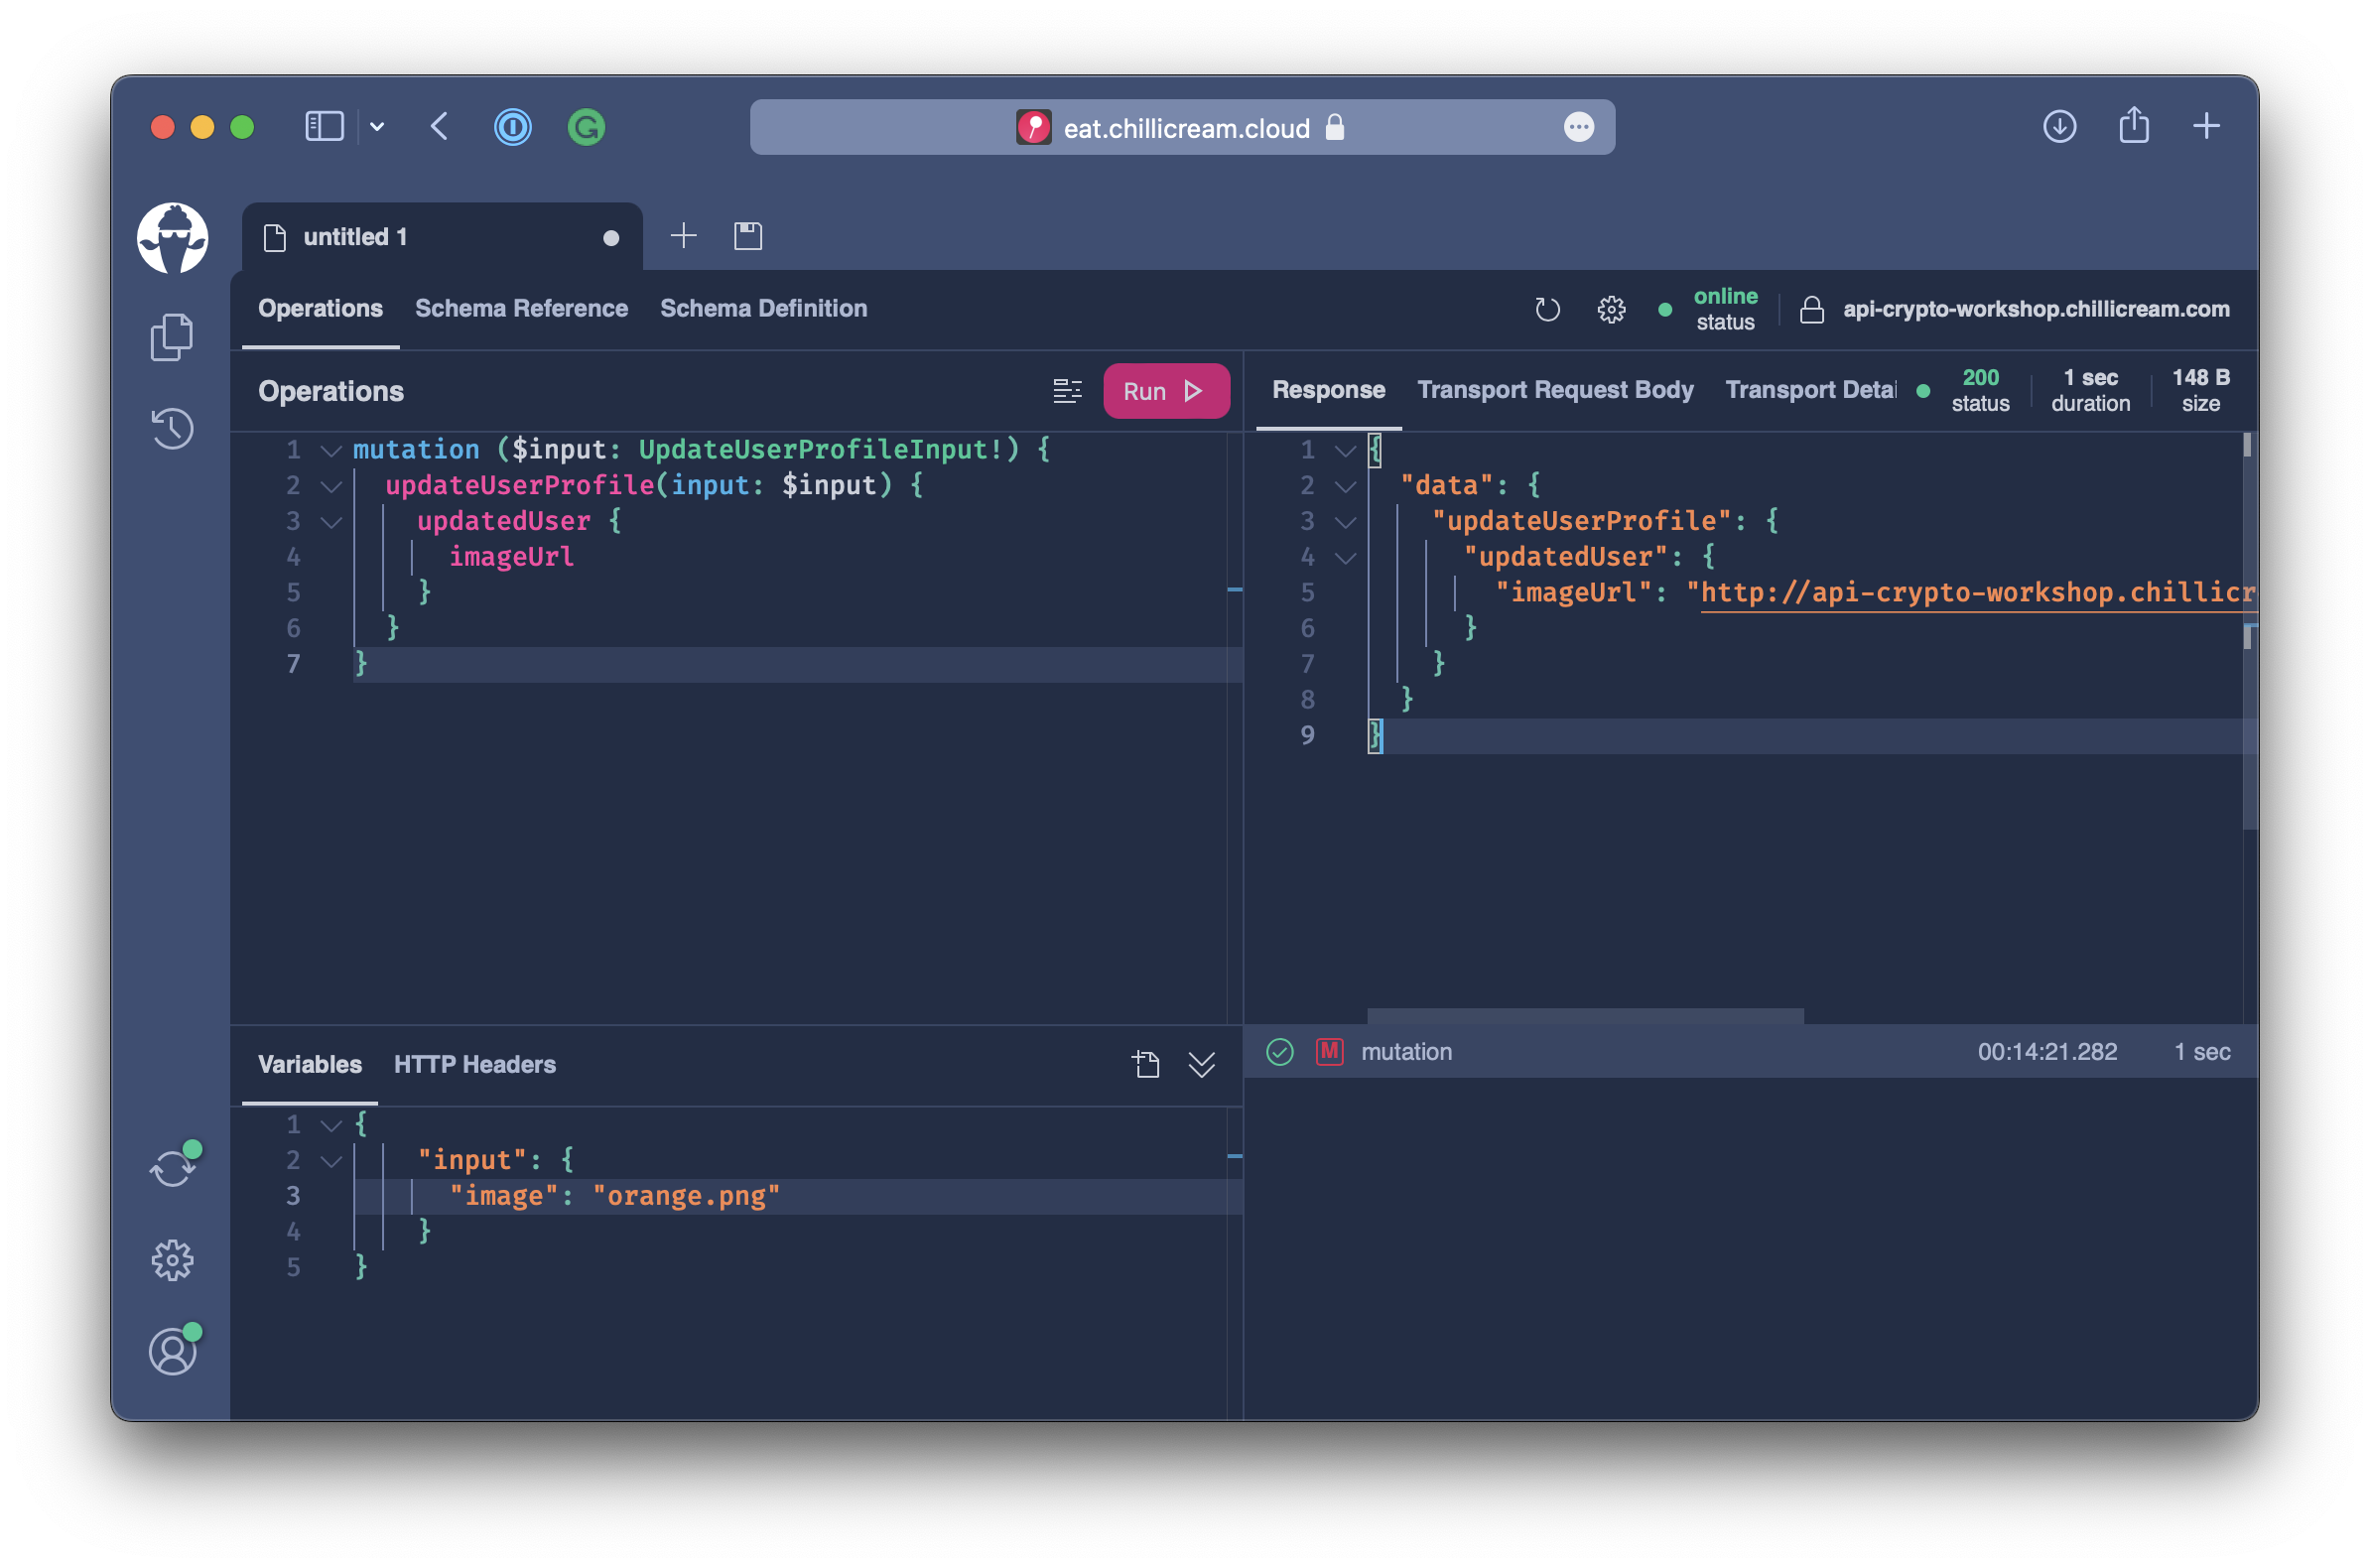 eat.chillicream.cloud
untitled 1
Operations Schema Reference Schema Definition
online
status
api-crypto-workshop.chillicream.com
Operations
Run
1 mutation ($input: UpdateUserProfileInput!) {
2 updateUserProfile(input: $input) {
3 updatedUser {
4 imageUrl
5 }
6 }
7 }
Response Transport Request Body Transport Detai
200
status
1 sec
duration
148 B
size
1 {
2 "data": {
3 "updateUserProfile": {
4 "updatedUser": {
5 "imageUrl": "http://api-crypto-workshop.chillicr
6 }
7 }
8 }
9 }
Variables HTTP Headers
1 {
2 "input": {
3 "image": "orange.png"
4 }
5 }
M mutation 00:14:21.282 1 sec